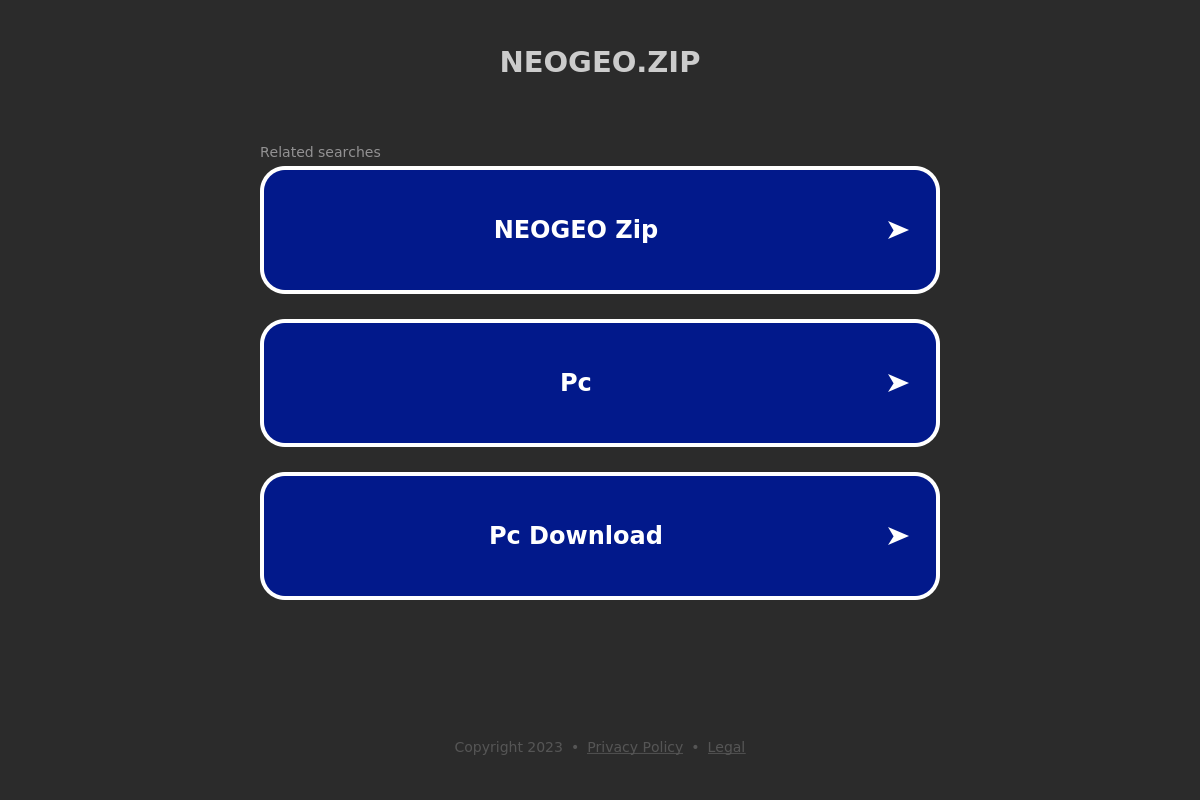 NEOGEO.ZIP
Related searches
NEOGEO Zip
Pc
Pc Download
Copyright 2023 • Privacy Policy • Legal